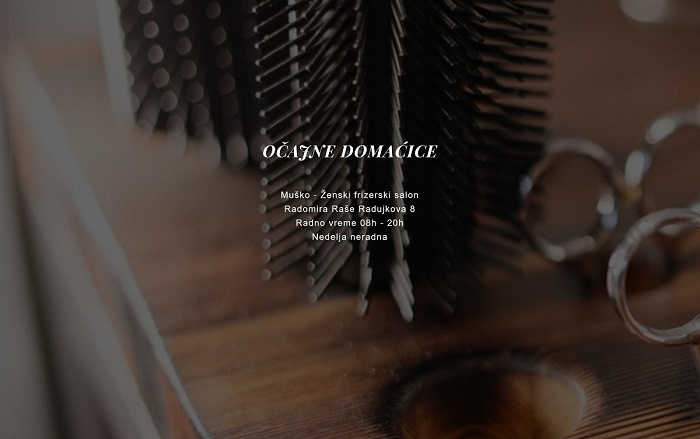 OČAJNE DOMAĆICE
Muško - Ženski frizerski salon
Radomira Raše Radujkova 8
Radno vreme 08h - 20h
Nedelja neradna